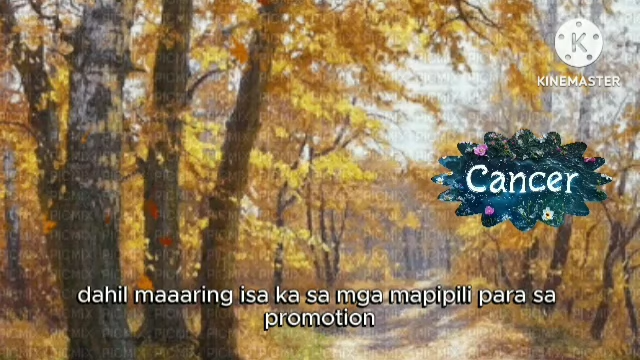 KINEMASTER
Cancer
dahil maaaring isa ka sa mga mapipili para sa
promotion